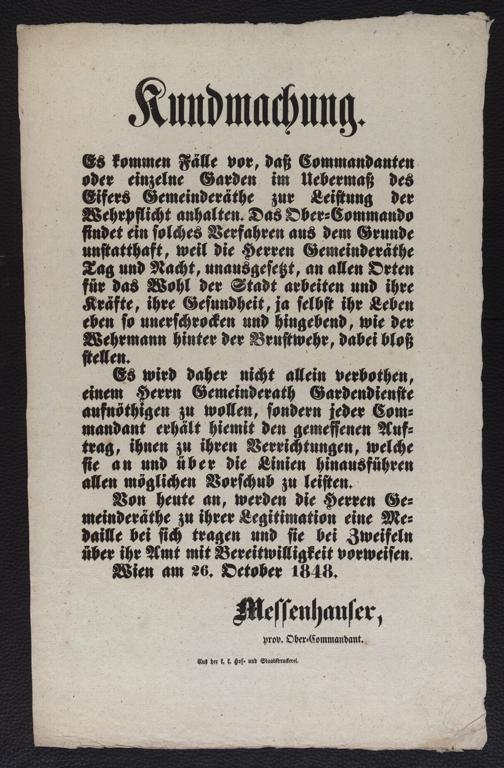 Kundmachung.
Es kommen Fälle vor, daß Commandanten
oder einzelne Garden im Uebermaß des
Eifers Gemeinderäthe zur Leistung der
Wehrpflicht anhalten. Das Ober-Commando
findet ein solches Verfahren aus dem Grunde
unstatthaft, weil die Herren Gemeinderäthe
Tag und Nacht, unausgesetzt, an allen Orten
für das Wohl der Stadt arbeiten und ihre
Kräfte, ihre Gesundheit, ja selbst ihr Leben
eben so unerschrocken und hingebend, wie der
Wehrmann hinter der Brustwehr, dabei bloß
stellen.
Es wird daher nicht allein verbothen,
einem Herrn Gemeinderath Gardendienste
aufnöthigen zu wollen, sondern jeder Com-
mandant erhält hiemit den gemessenen Auf-
trag, ihnen zu ihren Verrichtungen, welche
sie an und über die Linien hinausführen
allen möglichen Vorschub zu leisten.
Von heute an, werden die Herren Ge-
meinderäthe zu ihrer Legitimation eine Me-
daille bei sich tragen und sie bei Zweifeln
über ihr Amt mit Bereitwilligkeit vorweisen.
Wien am 26. October 1848.
Messenhauser,
prov. Ober-Commandant.
Aus der k. k. Hof- und Staatsdruckerei.